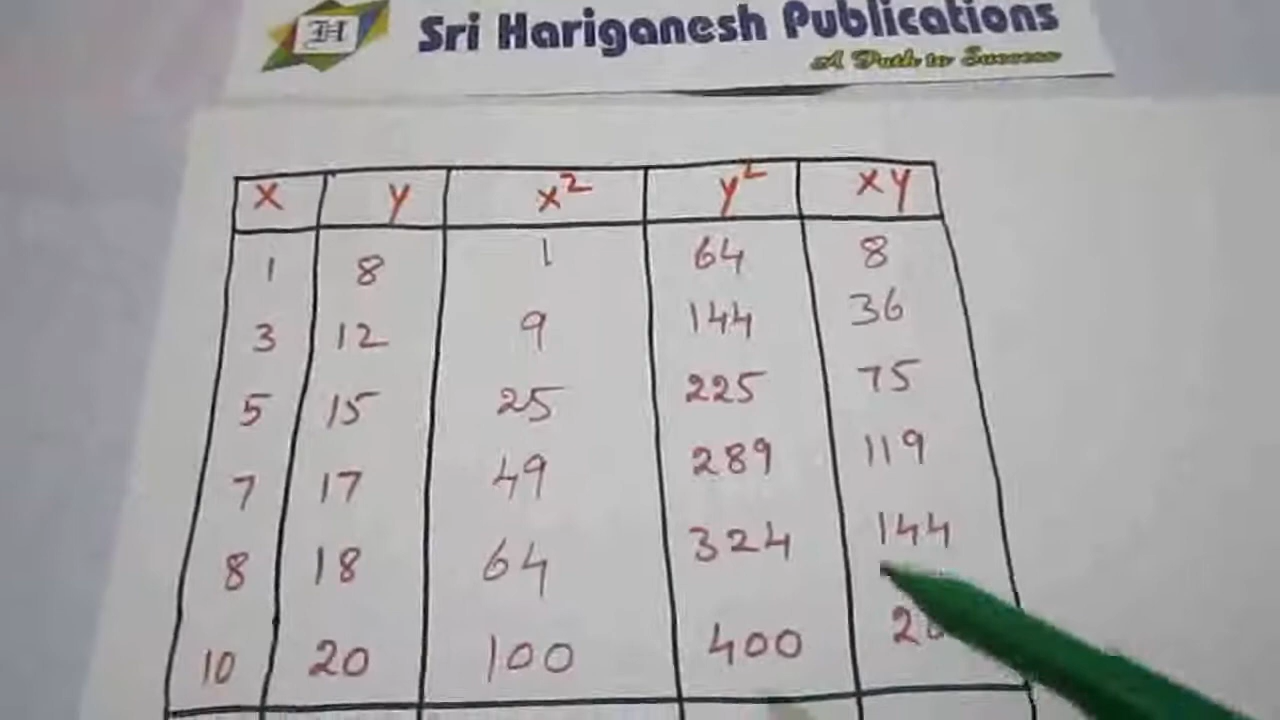 H
Sri Hariganesh Publications
A Path to Success
x y x² y² xy
1 8 1 64 8
3 12 9 144 36
5 15 25 225 75
7 17 49 289 119
8 18 64 324 144
10 20 100 400